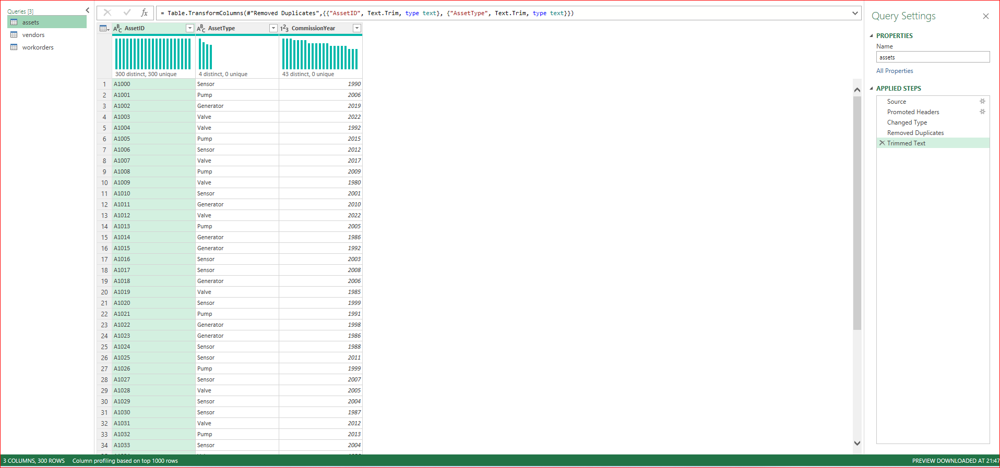 Queries [3]
assets
vendors
workorders
fx
= Table.TransformColumns(#"Removed Duplicates",{{"AssetID", Text.Trim, type text}, {"AssetType", Text.Trim, type text}})
ABC AssetID ABC AssetType 123 CommissionYear
300 distinct, 300 unique 4 distinct, 0 unique 43 distinct, 0 unique
1 A1000 Sensor 1990
2 A1001 Pump 2006
3 A1002 Generator 2019
4 A1003 Valve 2022
5 A1004 Valve 1992
6 A1005 Pump 2015
7 A1006 Sensor 2012
8 A1007 Valve 2017
9 A1008 Pump 2009
10 A1009 Valve 1980
11 A1010 Sensor 2001
12 A1011 Generator 2010
13 A1012 Valve 2022
14 A1013 Pump 2005
15 A1014 Generator 1986
16 A1015 Generator 1992
17 A1016 Sensor 2003
18 A1017 Sensor 2008
19 A1018 Generator 2006
20 A1019 Valve 1985
21 A1020 Sensor 1999
22 A1021 Pump 1991
23 A1022 Generator 1998
24 A1023 Generator 1986
25 A1024 Sensor 1988
26 A1025 Sensor 2011
27 A1026 Pump 1999
28 A1027 Sensor 2007
29 A1028 Valve 2005
30 A1029 Sensor 2004
31 A1030 Sensor 1987
32 A1031 Valve 2012
33 A1032 Pump 2013
34 A1033 Sensor 2004
Query Settings
PROPERTIES
Name
assets
All Properties
APPLIED STEPS
Source
Promoted Headers
Changed Type
Removed Duplicates
Trimmed Text
3 COLUMNS, 300 ROWS Column profiling based on top 1000 rows
PREVIEW DOWNLOADED AT 21:47